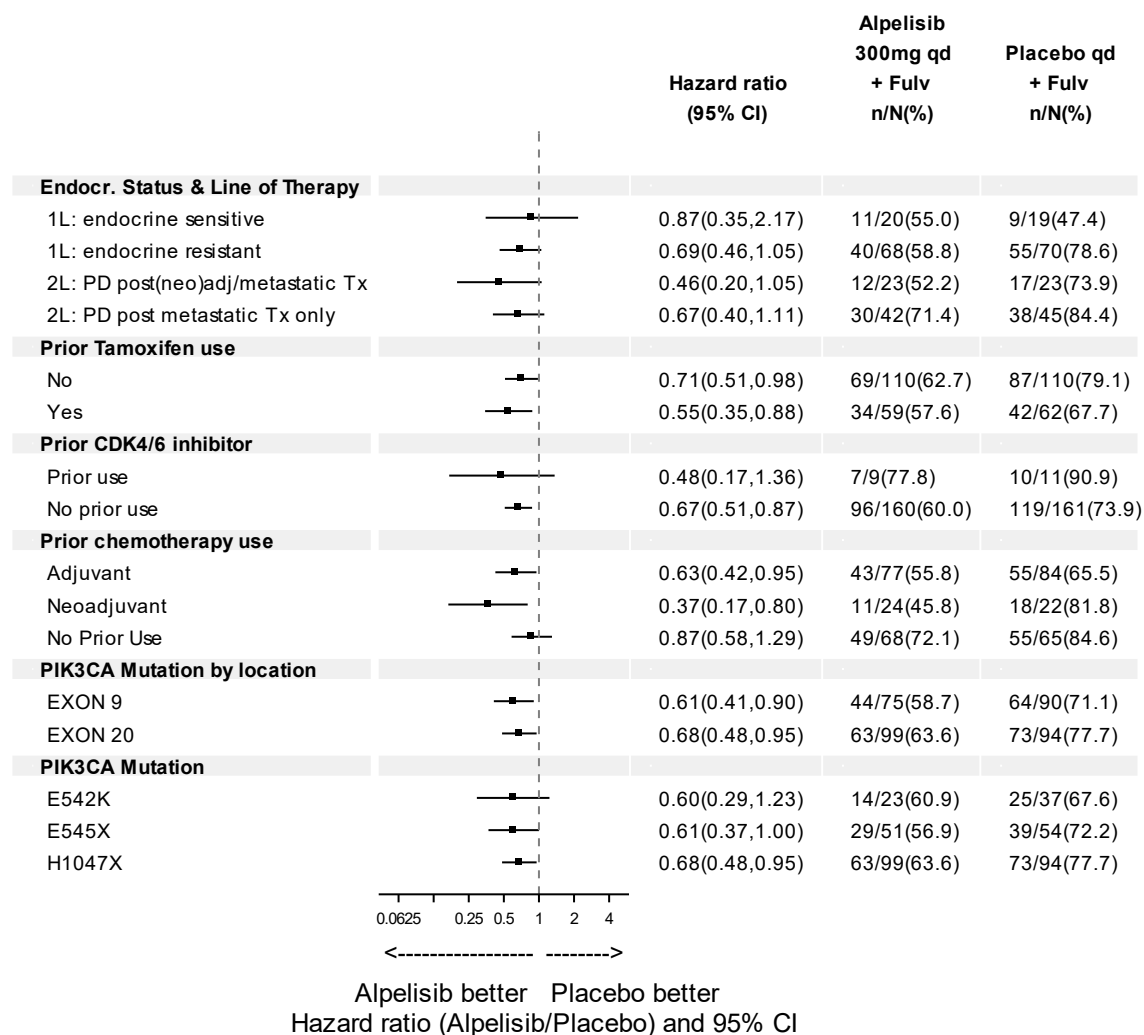 Alpelisib
300mg qd Placebo qd
+ Fulv + Fulv
Hazard ratio
(95% CI) n/N(%) n/N(%)
Endocr. Status & Line of Therapy
1L: endocrine sensitive 0.87(0.35,2.17) 11/20(55.0) 9/19(47.4)
1L: endocrine resistant 0.69(0.46,1.05) 40/68(58.8) 55/70(78.6)
2L: PD post(neo)adj/metastatic Tx 0.46(0.20,1.05) 12/23(52.2) 17/23(73.9)
2L: PD post metastatic Tx only 0.67(0.40,1.11) 30/42(71.4) 38/45(84.4)
Prior Tamoxifen use
No 0.71(0.51,0.98) 69/110(62.7) 87/110(79.1)
Yes 0.55(0.35,0.88) 34/59(57.6) 42/62(67.7)
Prior CDK4/6 inhibitor
Prior use 0.48(0.17,1.36) 7/9(77.8) 10/11(90.9)
No prior use 0.67(0.51,0.87) 96/160(60.0) 119/161(73.9)
Prior chemotherapy use
Adjuvant 0.63(0.42,0.95) 43/77(55.8) 55/84(65.5)
Neoadjuvant 0.37(0.17,0.80) 11/24(45.8) 18/22(81.8)
No Prior Use 0.87(0.58,1.29) 49/68(72.1) 55/65(84.6)
PIK3CA Mutation by location
EXON 9 0.61(0.41,0.90) 44/75(58.7) 64/90(71.1)
EXON 20 0.68(0.48,0.95) 63/99(63.6) 73/94(77.7)
PIK3CA Mutation
E542K 0.60(0.29,1.23) 14/23(60.9) 25/37(67.6)
E545X 0.61(0.37,1.00) 29/51(56.9) 39/54(72.2)
H1047X 0.68(0.48,0.95) 63/99(63.6) 73/94(77.7)
0.0625 0.25 0.5 1 2 4
<---------------- -------->
Alpelisib better Placebo better
Hazard ratio (Alpelisib/Placebo) and 95% CI